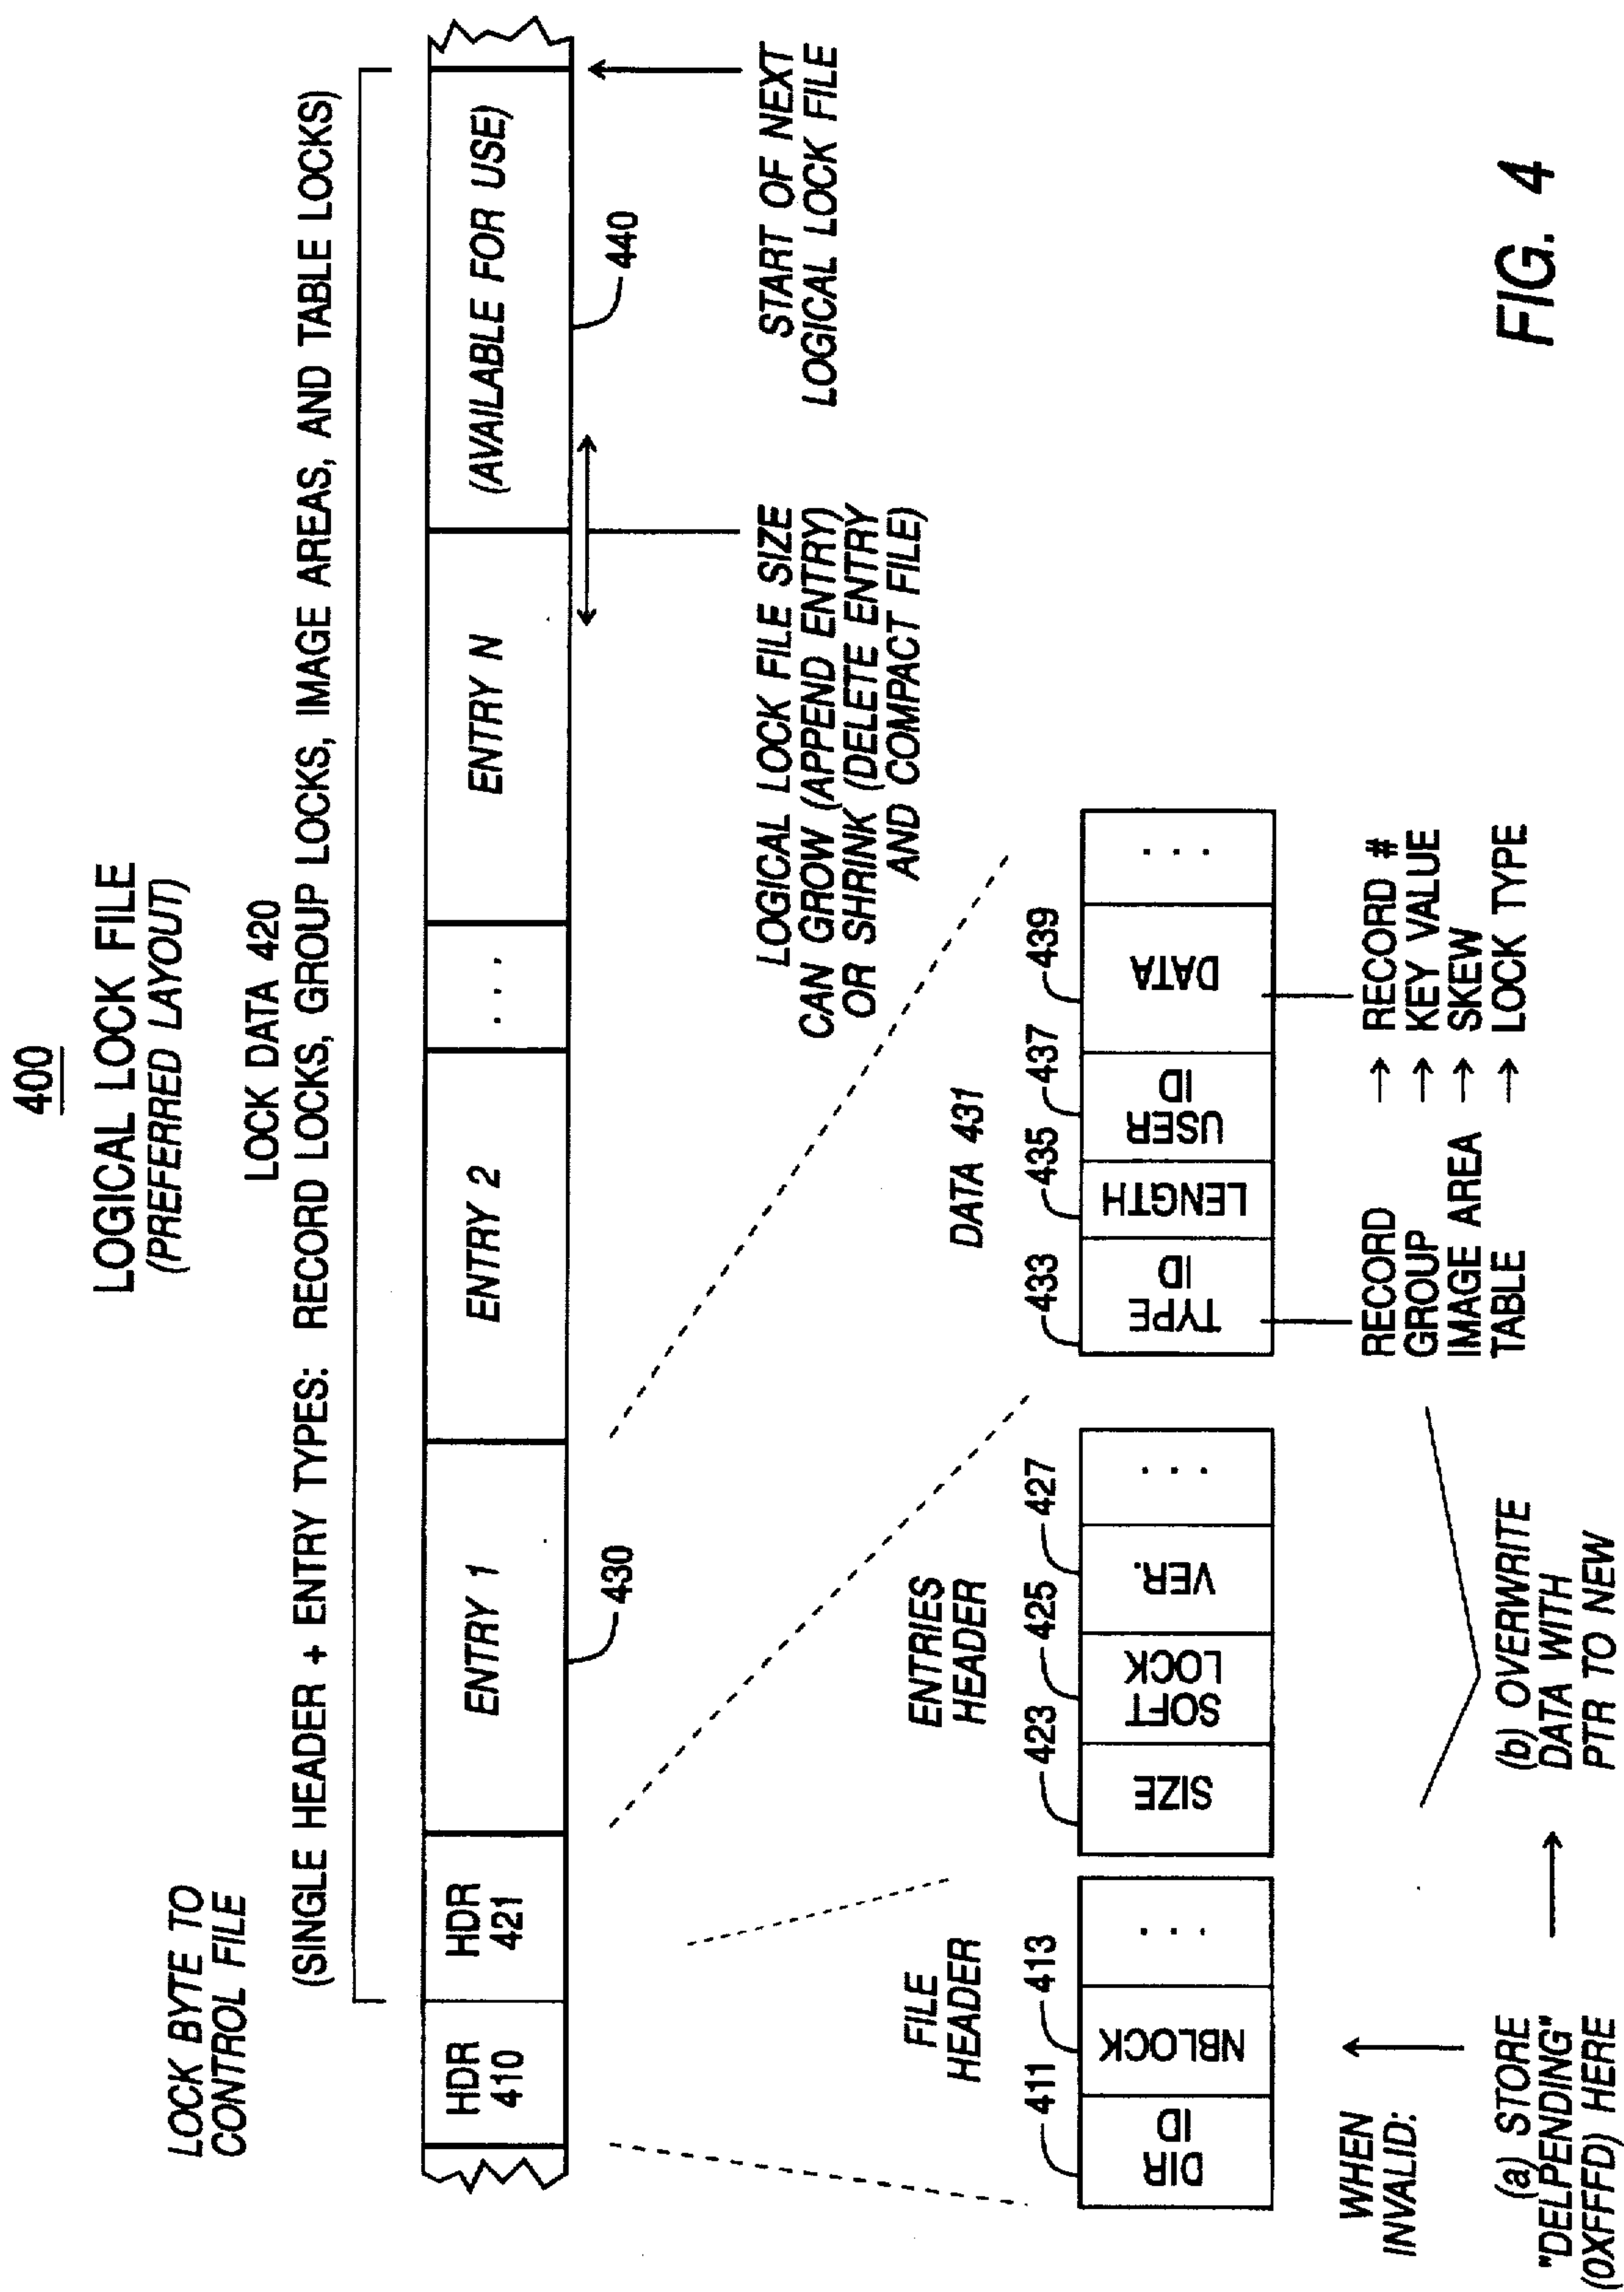 400
LOGICAL LOCK FILE
(PREFERRED LAYOUT)
LOCK BYTE TO
CONTROL FILE
LOCK DATA 420
(SINGLE HEADER + ENTRY TYPES: RECORD LOCKS, GROUP LOCKS, IMAGE AREAS, AND TABLE LOCKS)
HDR
410
HDR
421
ENTRY 1
ENTRY 2
. . .
ENTRY N
(AVAILABLE FOR USE)
430
440
LOGICAL LOCK FILE SIZE
CAN GROW (APPEND ENTRY)
OR SHRINK (DELETE ENTRY
AND COMPACT FILE)
START OF NEXT
LOGICAL LOCK FILE
FILE
HEADER
411
413
DIR
ID
NBLOCK
. . .
ENTRIES
HEADER
423
425
427
SIZE
SOFT
LOCK
VER.
. . .
DATA 431
433
435
437
439
TYPE
ID
LENGTH
USER
ID
DATA
. . .
RECORD → RECORD #
GROUP → KEY VALUE
IMAGE AREA → SKEW
TABLE → LOCK TYPE
WHEN
INVALID:
(a) STORE
"DELPENDING"
(0XFFFD) HERE
(b) OVERWRITE
DATA WITH
PTR TO NEW
FIG. 4